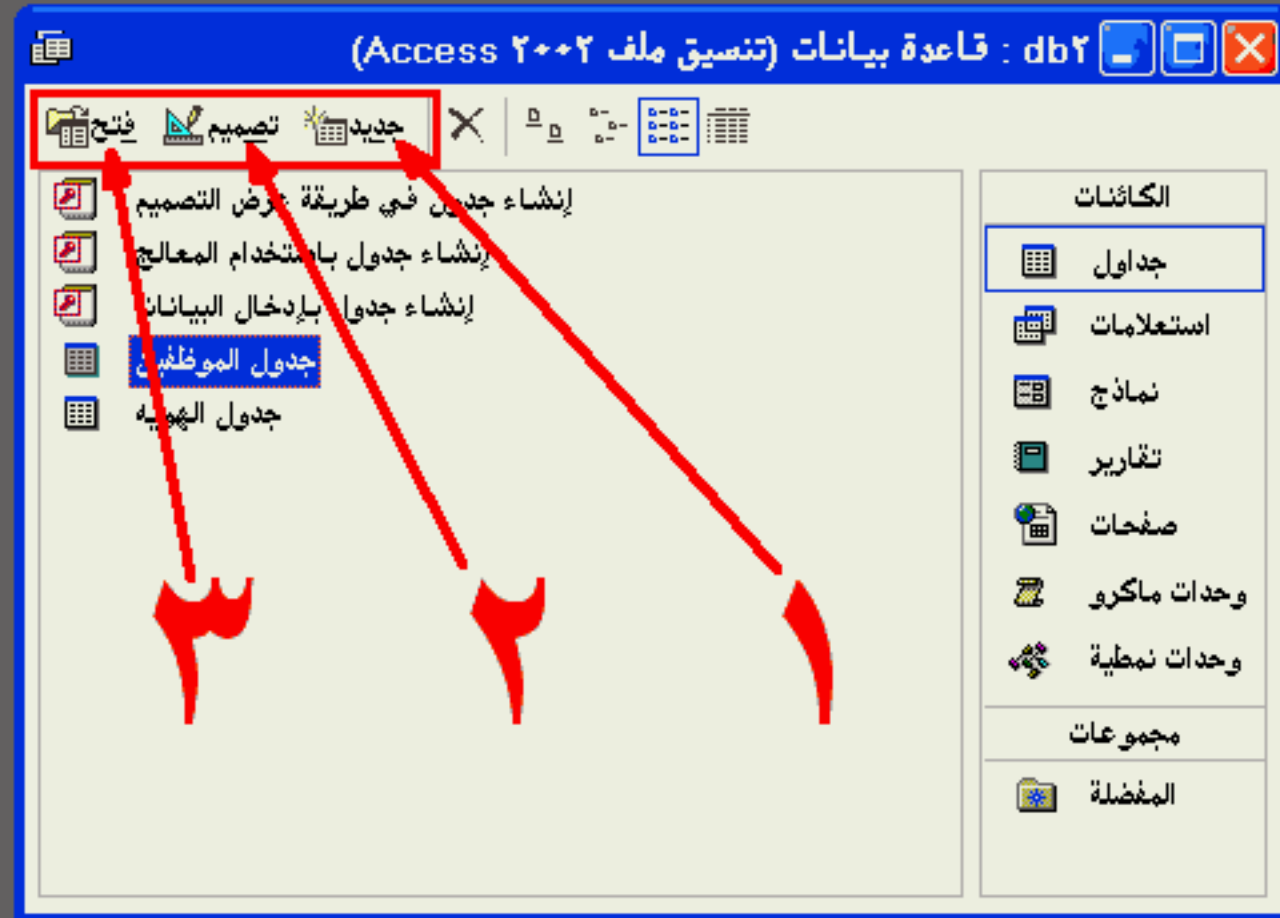 db٢ : قاعدة بيانات (تنسيق ملف Access ٢٠٠٢)
فتح تصميم جديد
الكائنات
جداول
استعلامات
نماذج
تقارير
صفحات
وحدات ماكرو
وحدات نمطية
مجموعات
المفضلة
إنشاء جدول في طريقة عرض التصميم
إنشاء جدول باستخدام المعالج
إنشاء جدول بإدخال البيانات
جدول الموظفين
جدول الهويه
١ ٢ ٣